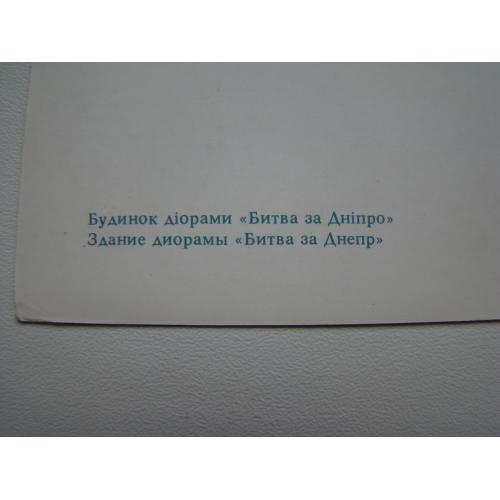 Будинок діорами «Битва за Дніпро»
Здание диорамы «Битва за Днепр»